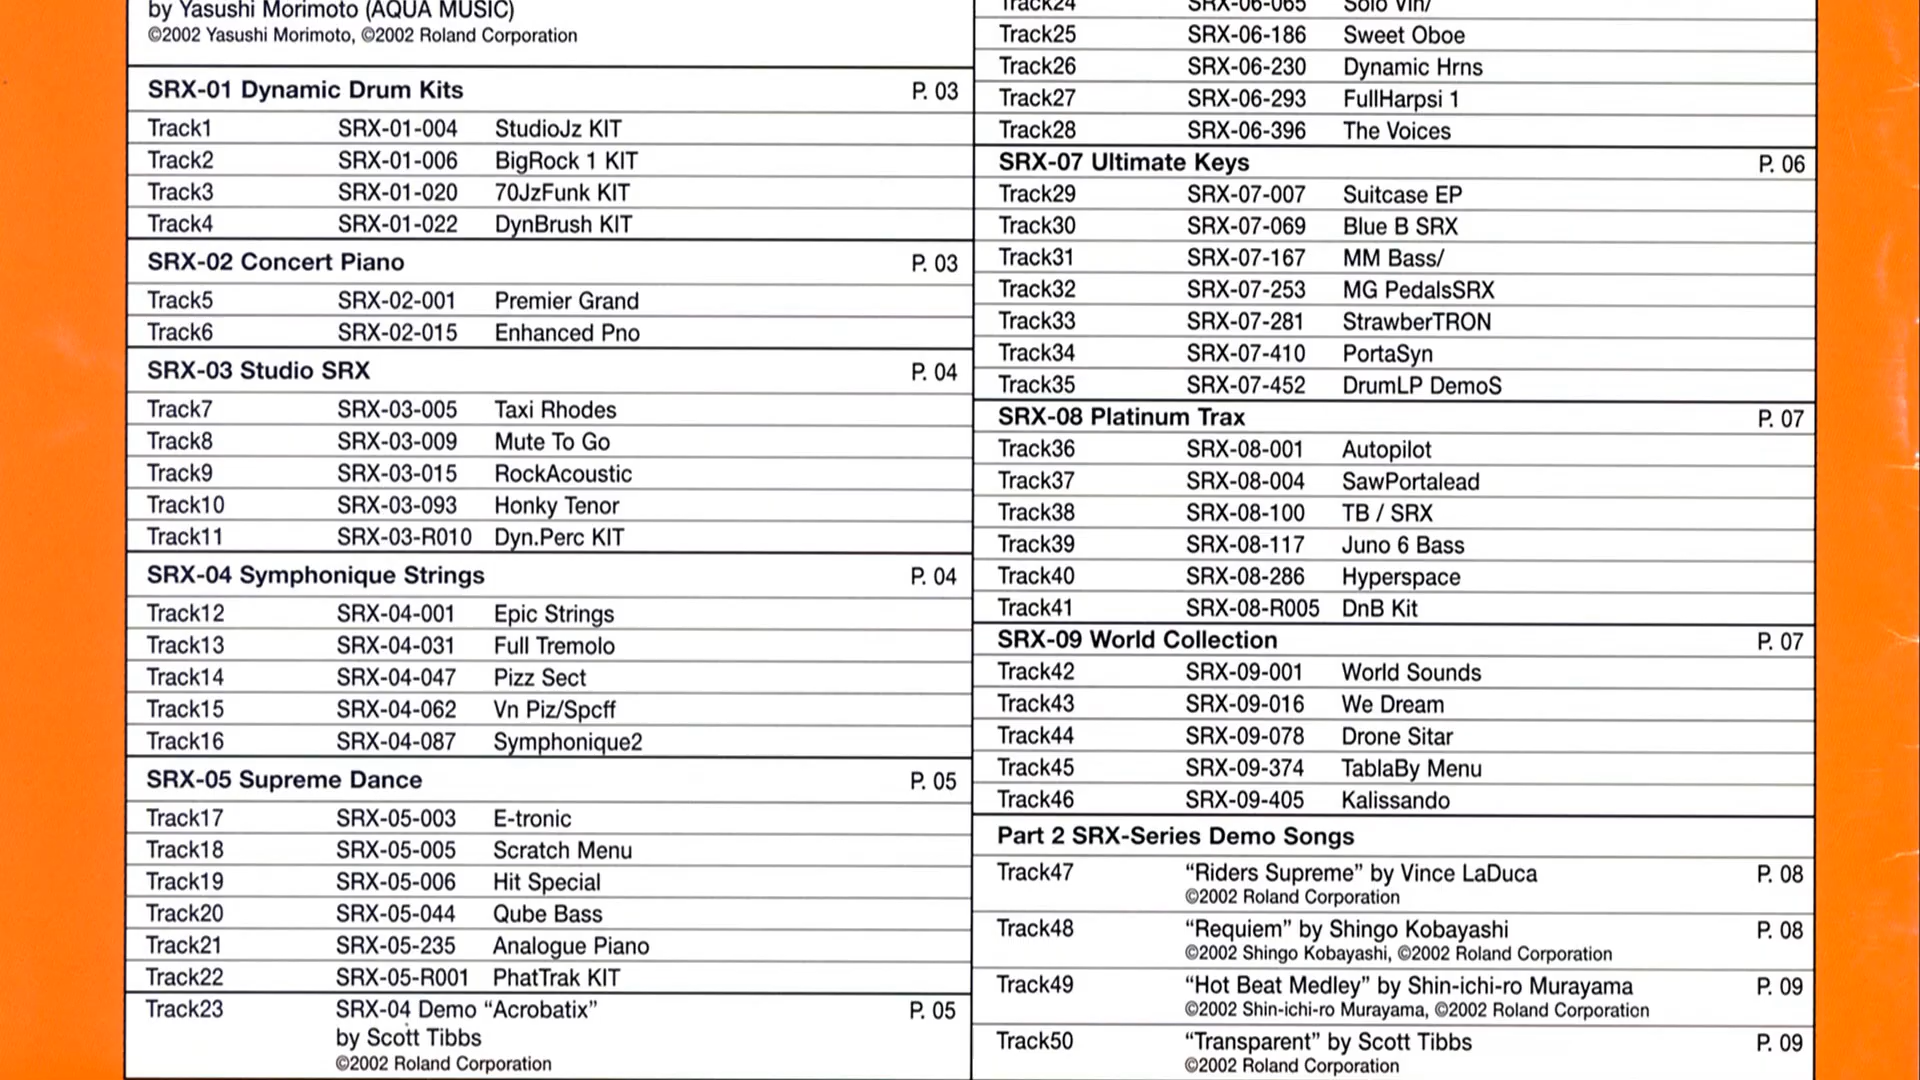 by Yasushi Morimoto (AQUA MUSIC)
©2002 Yasushi Morimoto, ©2002 Roland Corporation
SRX-01 Dynamic Drum Kits P. 03
Track1 SRX-01-004 StudioJz KIT
Track2 SRX-01-006 BigRock 1 KIT
Track3 SRX-01-020 70JzFunk KIT
Track4 SRX-01-022 DynBrush KIT
SRX-02 Concert Piano P. 03
Track5 SRX-02-001 Premier Grand
Track6 SRX-02-015 Enhanced Pno
SRX-03 Studio SRX P. 04
Track7 SRX-03-005 Taxi Rhodes
Track8 SRX-03-009 Mute To Go
Track9 SRX-03-015 RockAcoustic
Track10 SRX-03-093 Honky Tenor
Track11 SRX-03-R010 Dyn.Perc KIT
SRX-04 Symphonique Strings P. 04
Track12 SRX-04-001 Epic Strings
Track13 SRX-04-031 Full Tremolo
Track14 SRX-04-047 Pizz Sect
Track15 SRX-04-062 Vn Piz/Spcff
Track16 SRX-04-087 Symphonique2
SRX-05 Supreme Dance P. 05
Track17 SRX-05-003 E-tronic
Track18 SRX-05-005 Scratch Menu
Track19 SRX-05-006 Hit Special
Track20 SRX-05-044 Qube Bass
Track21 SRX-05-235 Analogue Piano
Track22 SRX-05-R001 PhatTrak KIT
Track23 SRX-04 Demo “Acrobatix” P. 05
by Scott Tibbs
©2002 Roland Corporation
Track24 SRX-06-065 Solo Vln/
Track25 SRX-06-186 Sweet Oboe
Track26 SRX-06-230 Dynamic Hrns
Track27 SRX-06-293 FullHarpsi 1
Track28 SRX-06-396 The Voices
SRX-07 Ultimate Keys P. 06
Track29 SRX-07-007 Suitcase EP
Track30 SRX-07-069 Blue B SRX
Track31 SRX-07-167 MM Bass/
Track32 SRX-07-253 MG PedalsSRX
Track33 SRX-07-281 StrawberTRON
Track34 SRX-07-410 PortaSyn
Track35 SRX-07-452 DrumLP DemoS
SRX-08 Platinum Trax P. 07
Track36 SRX-08-001 Autopilot
Track37 SRX-08-004 SawPortalead
Track38 SRX-08-100 TB / SRX
Track39 SRX-08-117 Juno 6 Bass
Track40 SRX-08-286 Hyperspace
Track41 SRX-08-R005 DnB Kit
SRX-09 World Collection P. 07
Track42 SRX-09-001 World Sounds
Track43 SRX-09-016 We Dream
Track44 SRX-09-078 Drone Sitar
Track45 SRX-09-374 TablaBy Menu
Track46 SRX-09-405 Kalissando
Part 2 SRX-Series Demo Songs
Track47 “Riders Supreme” by Vince LaDuca P. 08
©2002 Roland Corporation
Track48 “Requiem” by Shingo Kobayashi P. 08
©2002 Shingo Kobayashi, ©2002 Roland Corporation
Track49 “Hot Beat Medley” by Shin-ichi-ro Murayama P. 09
©2002 Shin-ichi-ro Murayama, ©2002 Roland Corporation
Track50 “Transparent” by Scott Tibbs P. 09
©2002 Roland Corporation